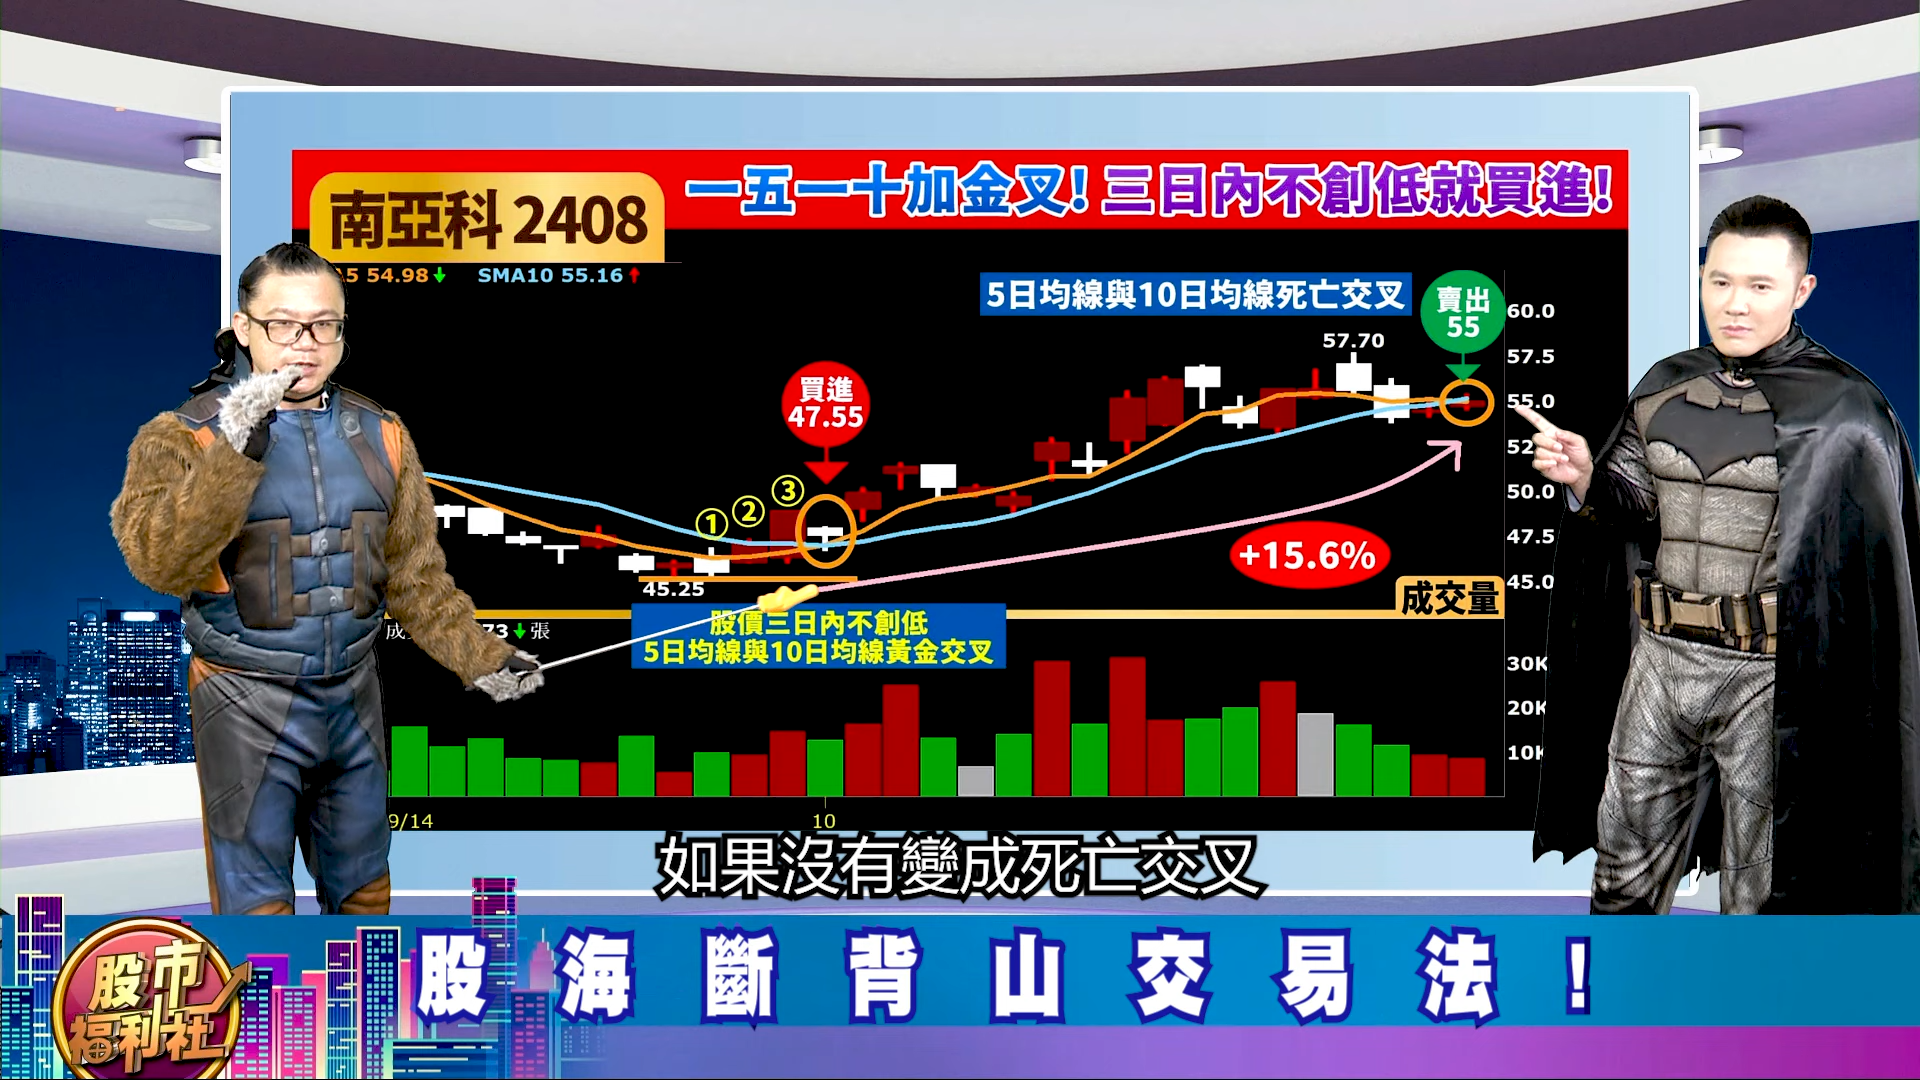 一五一十加金叉! 三日內不創低就買進!
南亞科 2408
A5 54.98 SMA10 55.16
5日均線與10日均線死亡交叉
賣出
55
60.0
57.70
57.5
買進
47.55
55.0
52
① ② ③
50.0
47.5
+15.6%
45.25
45.0
成交量
股價三日內不創低
5日均線與10日均線黃金交叉
73 張
30K
20K
10K
9/14
10
如果沒有變成死亡交叉
股海斷背山交易法!
股市
福利社